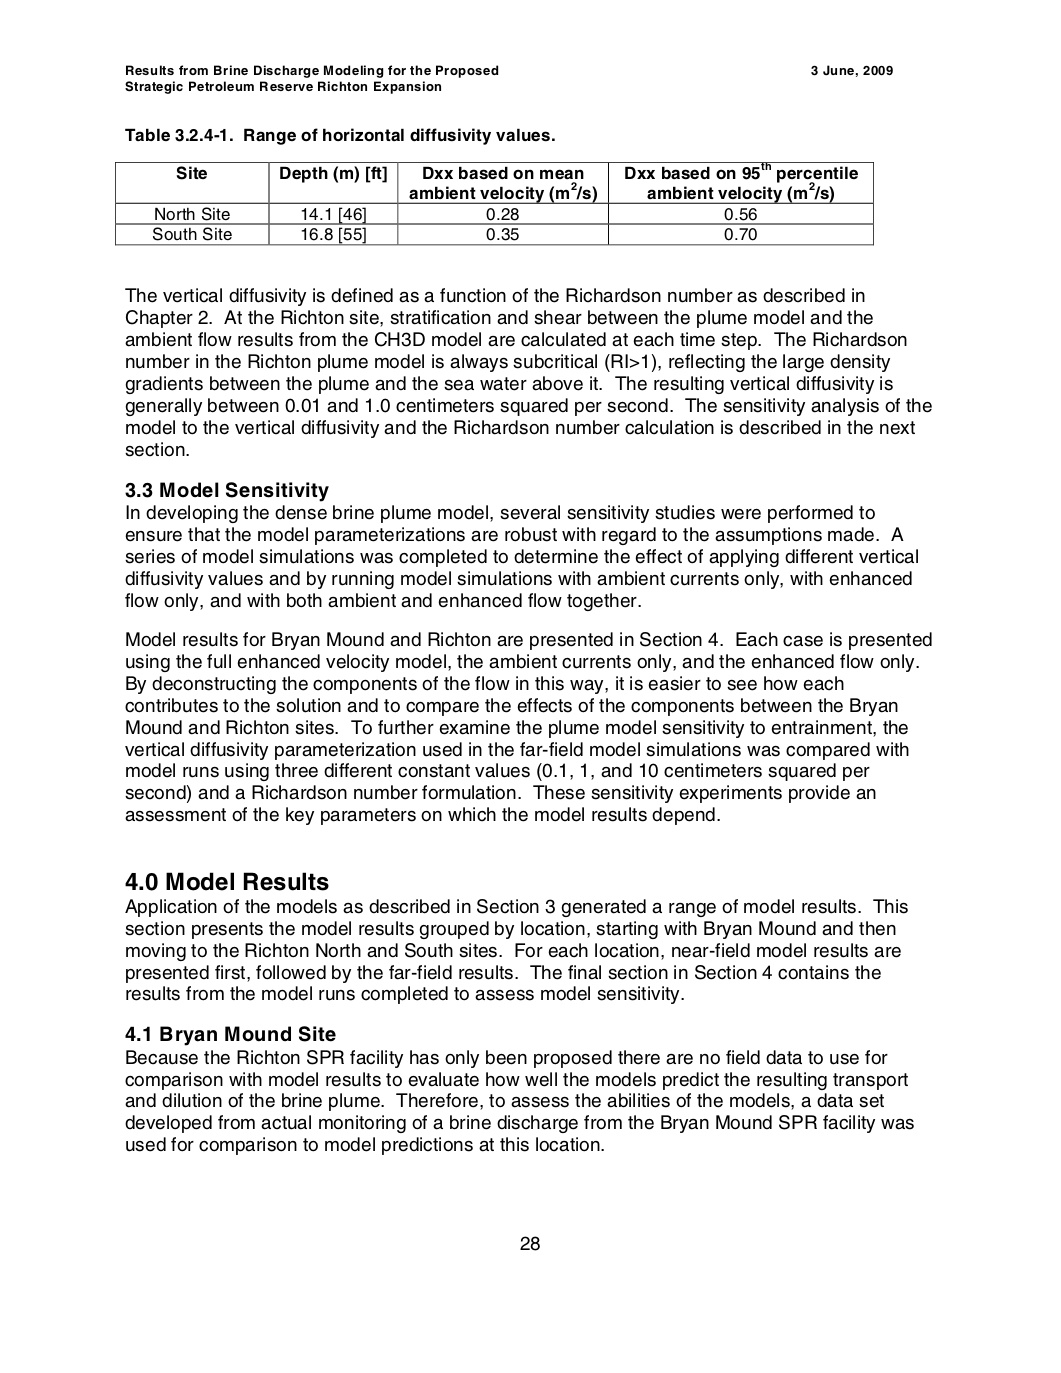 Results from Brine Discharge Modeling for the Proposed 3 June, 2009
Strategic Petroleum Reserve Richton Expansion
Table 3.2.4-1. Range of horizontal diffusivity values.
Site Depth (m) [ft] Dxx based on mean Dxx based on 95th percentile
ambient velocity (m2/s) ambient velocity (m2/s)
North Site 14.1 [46] 0.28 0.56
South Site 16.8 [55] 0.35 0.70
The vertical diffusivity is defined as a function of the Richardson number as described in
Chapter 2. At the Richton site, stratification and shear between the plume model and the
ambient flow results from the CH3D model are calculated at each time step. The Richardson
number in the Richton plume model is always subcritical (RI>1), reflecting the large density
gradients between the plume and the sea water above it. The resulting vertical diffusivity is
generally between 0.01 and 1.0 centimeters squared per second. The sensitivity analysis of the
model to the vertical diffusivity and the Richardson number calculation is described in the next
section.
3.3 Model Sensitivity
In developing the dense brine plume model, several sensitivity studies were performed to
ensure that the model parameterizations are robust with regard to the assumptions made. A
series of model simulations was completed to determine the effect of applying different vertical
diffusivity values and by running model simulations with ambient currents only, with enhanced
flow only, and with both ambient and enhanced flow together.
Model results for Bryan Mound and Richton are presented in Section 4. Each case is presented
using the full enhanced velocity model, the ambient currents only, and the enhanced flow only.
By deconstructing the components of the flow in this way, it is easier to see how each
contributes to the solution and to compare the effects of the components between the Bryan
Mound and Richton sites. To further examine the plume model sensitivity to entrainment, the
vertical diffusivity parameterization used in the far-field model simulations was compared with
model runs using three different constant values (0.1, 1, and 10 centimeters squared per
second) and a Richardson number formulation. These sensitivity experiments provide an
assessment of the key parameters on which the model results depend.
4.0 Model Results
Application of the models as described in Section 3 generated a range of model results. This
section presents the model results grouped by location, starting with Bryan Mound and then
moving to the Richton North and South sites. For each location, near-field model results are
presented first, followed by the far-field results. The final section in Section 4 contains the
results from the model runs completed to assess model sensitivity.
4.1 Bryan Mound Site
Because the Richton SPR facility has only been proposed there are no field data to use for
comparison with model results to evaluate how well the models predict the resulting transport
and dilution of the brine plume. Therefore, to assess the abilities of the models, a data set
developed from actual monitoring of a brine discharge from the Bryan Mound SPR facility was
used for comparison to model predictions at this location.
28